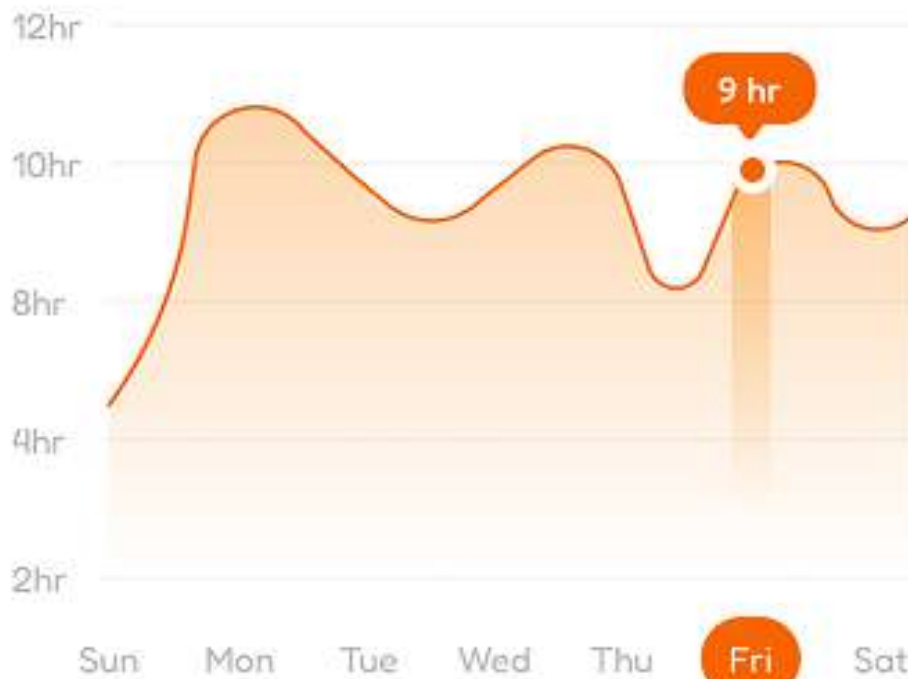 12hr
9 hr
10hr
8hr
4hr
2hr
Sun Mon Tue Wed Thu Fri Sat